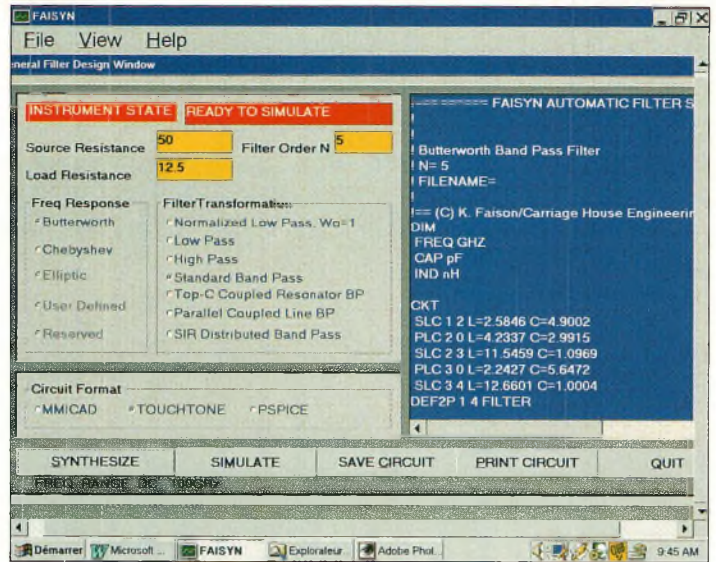 FAISYN
File View Help
neral Filter Design Window
INSTRUMENT STATE READY TO SIMULATE
Source Resistance 50 Filter Order N 5
Load Resistance 12.5
Freq Response
Butterworth
Chebyshev
Elliptic
User Defined
Reserved
FilterTransformation
Normalized Low Pass, Wo=1
Low Pass
High Pass
Standard Band Pass
Top-C Coupled Resonator BP
Parallel Coupled Line BP
SIR Distributed Band Pass
Circuit Format
MMICAD TOUCHTONE PSPICE
FAISYN AUTOMATIC FILTER S
!
!
! Butterworth Band Pass Filter
! N= 5
! FILENAME=
!
!== (C) K. Faison/Carriage House Engineerin
DIM
FREQ GHZ
CAP pF
IND nH
CKT
SLC 1 2 L=2.5846 C=4.9002
PLC 2 0 L=4.2337 C=2.9915
SLC 2 3 L=11.5459 C=1.0969
PLC 3 0 L=2.2427 C=5.6472
SLC 3 4 L=12.6601 C=1.0004
DEF2P 1 4 FILTER
SYNTHESIZE SIMULATE SAVE CIRCUIT PRINT CIRCUIT QUIT
FREQ RANGE DC 100GHz
Démarrer Microsoft ... FAISYN Explorateur Adobe Phot. 9:45 AM